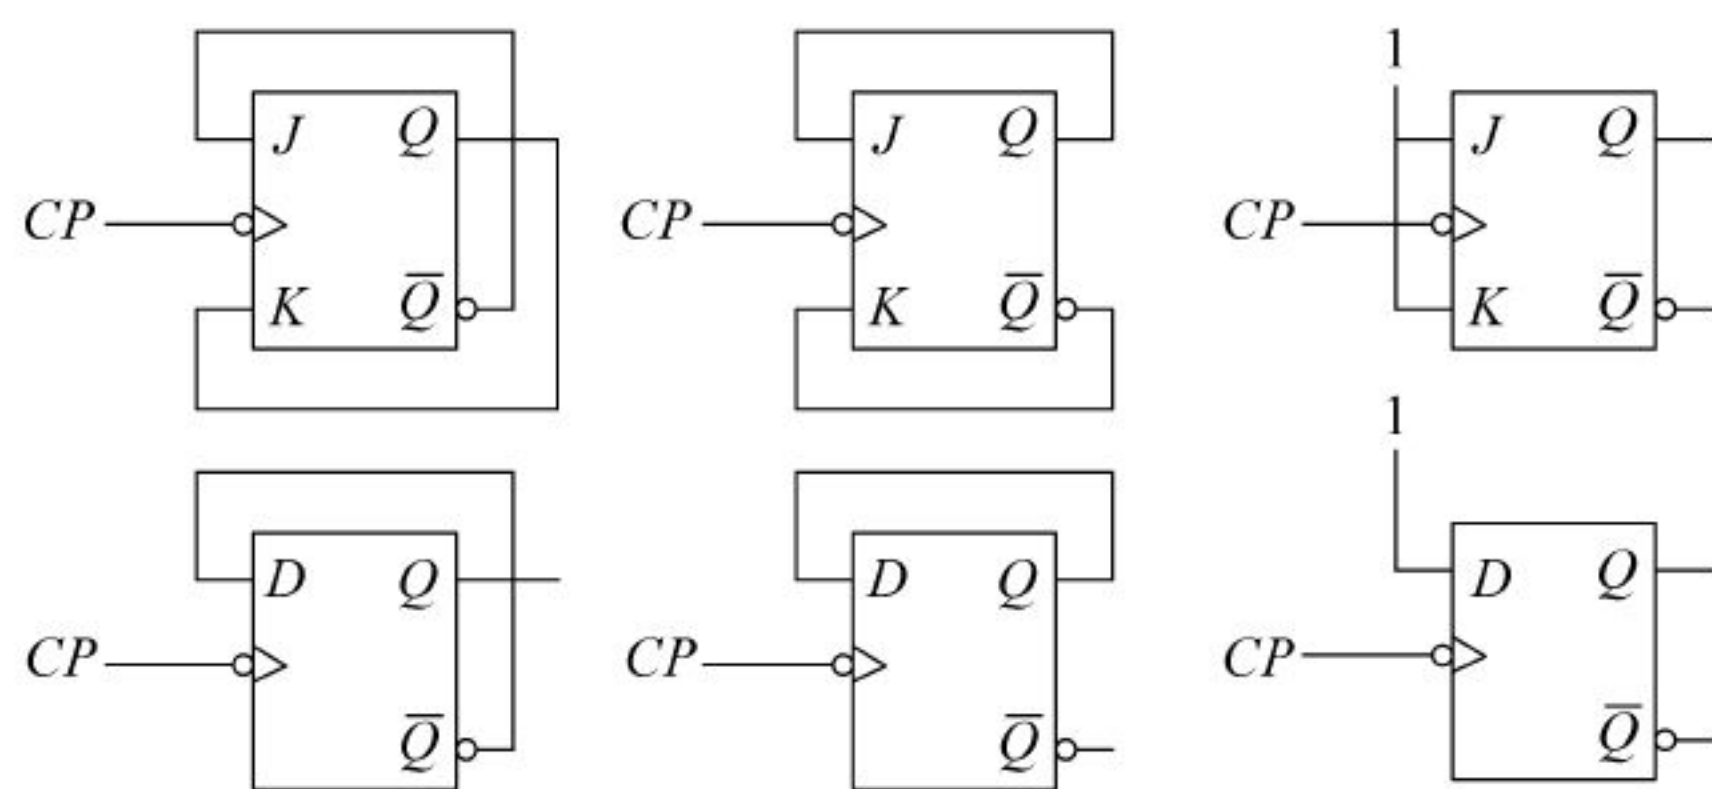 1
J Q J Q J Q
CP CP CP
K Q̅ K Q̅ K Q̅
1
D Q D Q D Q
CP CP CP
Q̅ Q̅ Q̅